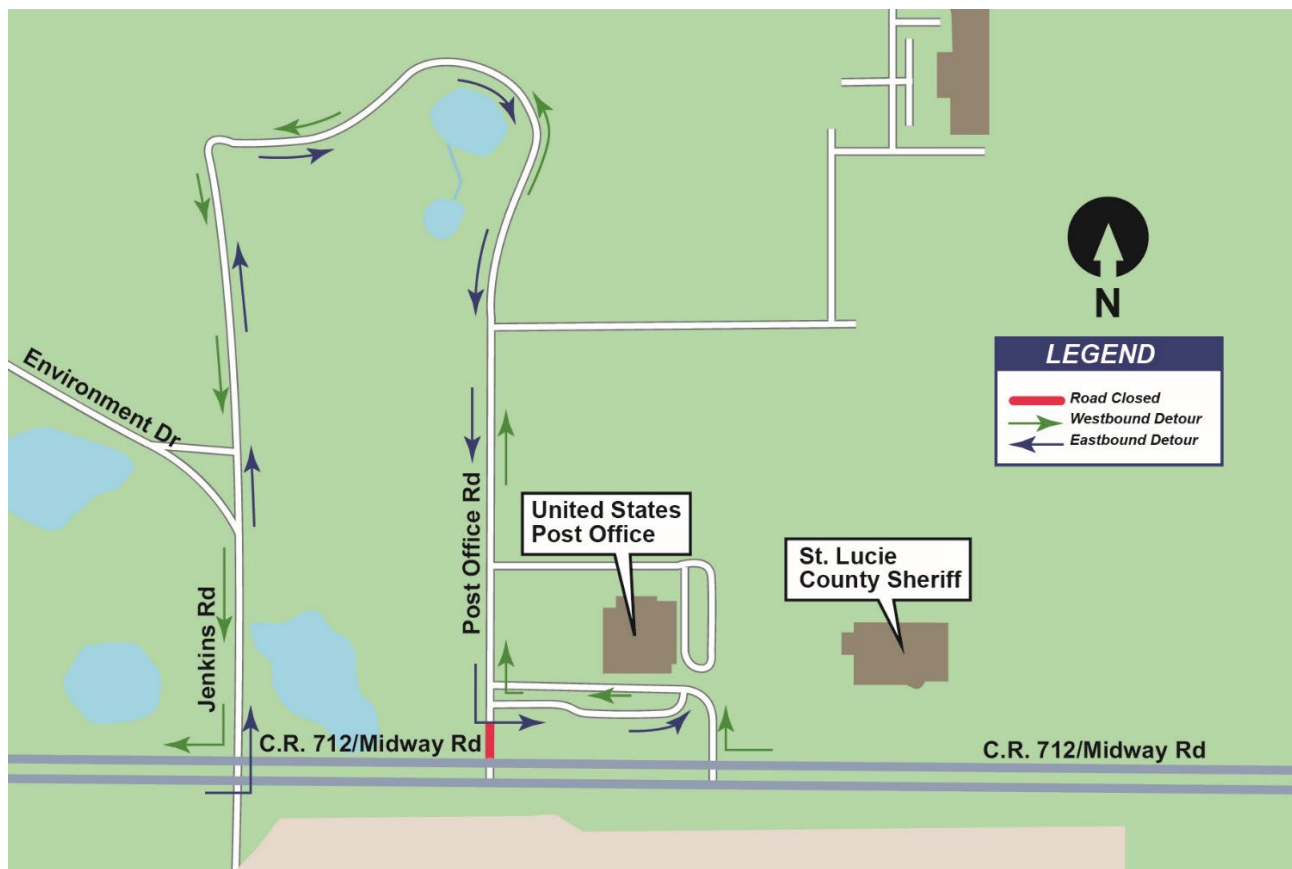 N
LEGEND
Road Closed
Westbound Detour
Eastbound Detour
Environment Dr
United States
Post Office
St. Lucie
County Sheriff
Post Office Rd
Jenkins Rd
C.R. 712/Midway Rd
C.R. 712/Midway Rd